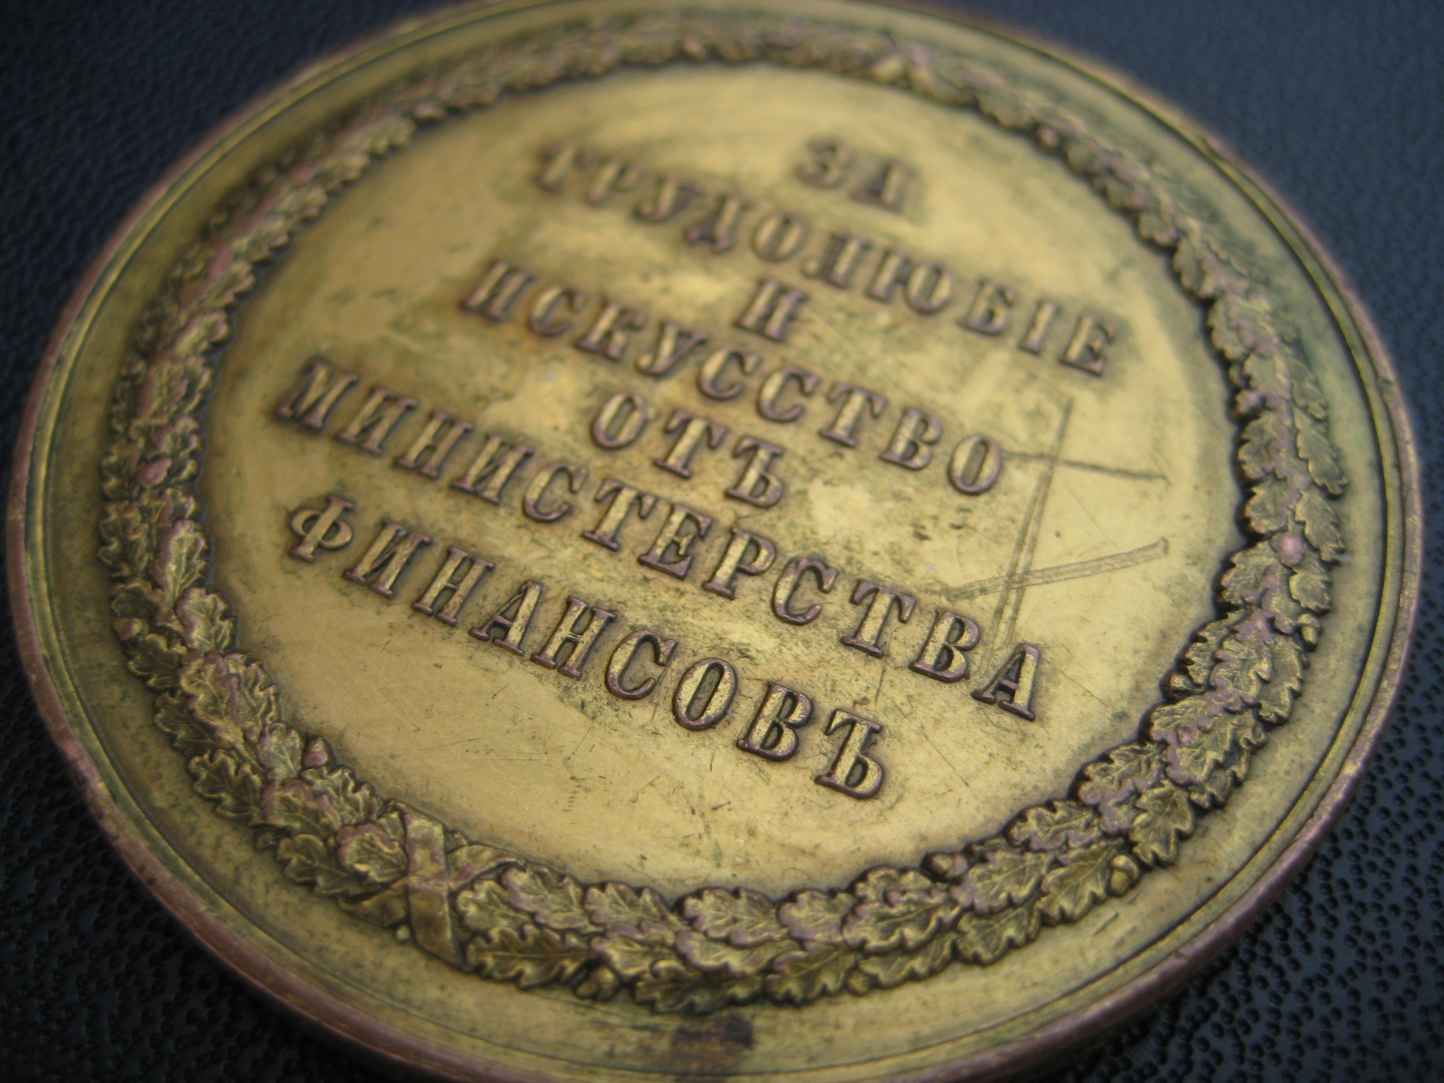 ЗА
ТРУДОЛЮБІЕ
И
ИСКУССТВО
ОТЪ
МИНИСТЕРСТВА
ФИНАНСОВЪ